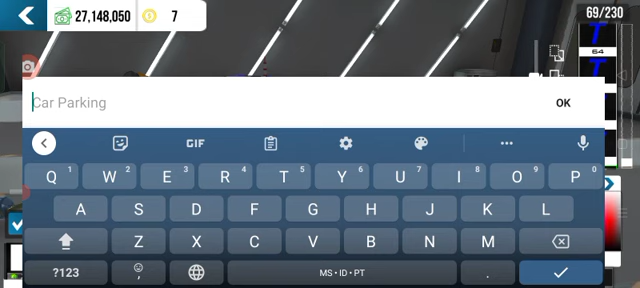 27,148,050 7 69/230
64
Car Parking OK
GIF
Q 1 W 2 E 3 R 4 T 5 Y 6 U 7 I 8 O 9 P 0
A S D F G H J K L
Z X C V B N M
?123 , MS • ID • PT .